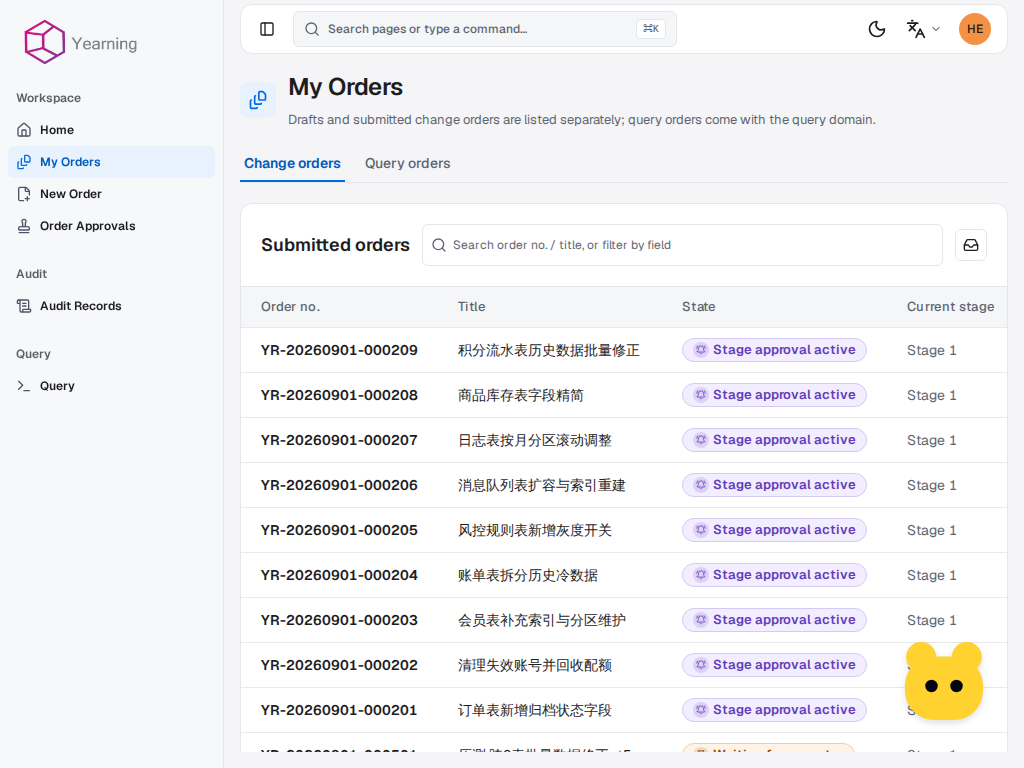 Yearning
Search pages or type a command...
⌘K
HE
Workspace
Home
My Orders
New Order
Order Approvals
Audit
Audit Records
Query
Query
My Orders
Drafts and submitted change orders are listed separately; query orders come with the query domain.
Change orders
Query orders
Submitted orders
Search order no. / title, or filter by field
Order no. Title State Current stage
YR-20260901-000209 积分流水表历史数据批量修正 Stage approval active Stage 1
YR-20260901-000208 商品库存表字段精简 Stage approval active Stage 1
YR-20260901-000207 日志表按月分区滚动调整 Stage approval active Stage 1
YR-20260901-000206 消息队列表扩容与索引重建 Stage approval active Stage 1
YR-20260901-000205 风控规则表新增灰度开关 Stage approval active Stage 1
YR-20260901-000204 账单表拆分历史冷数据 Stage approval active Stage 1
YR-20260901-000203 会员表补充索引与分区维护 Stage approval active Stage 1
YR-20260901-000202 清理失效账号并回收配额 Stage approval active
YR-20260901-000201 订单表新增归档状态字段 Stage approval active